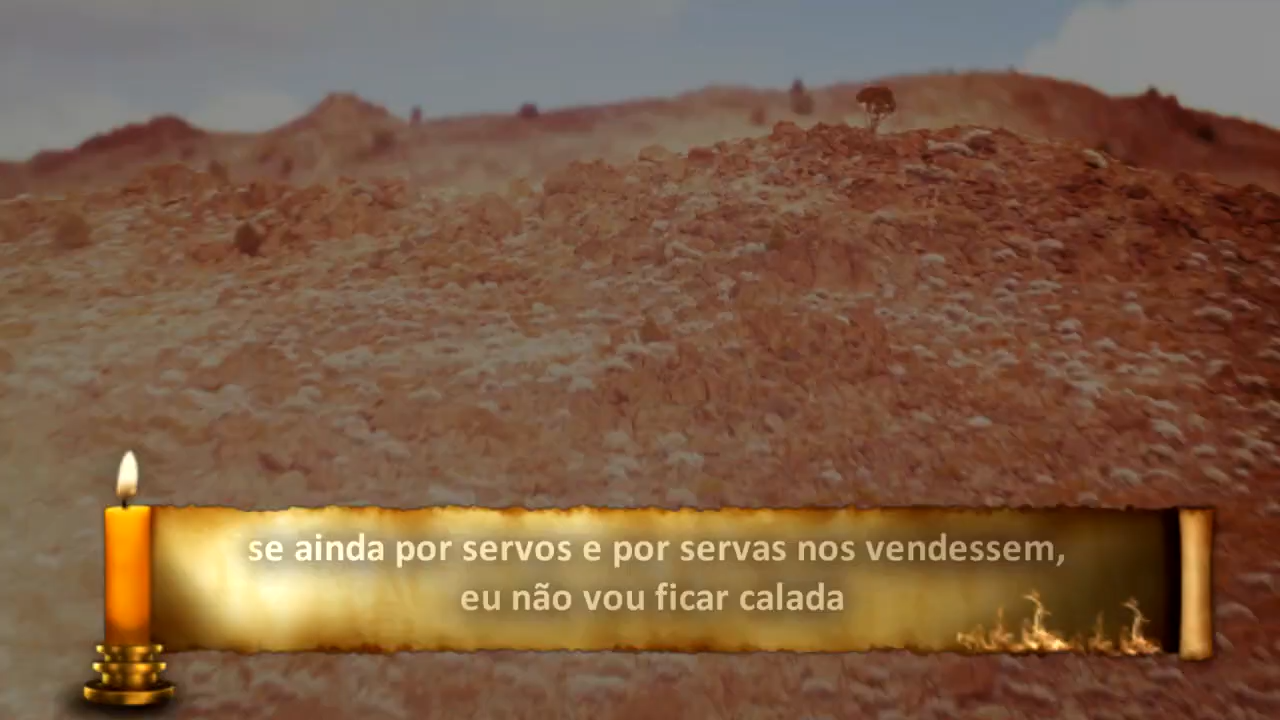 se ainda por servos e por servas nos vendessem,
eu não vou ficar calada